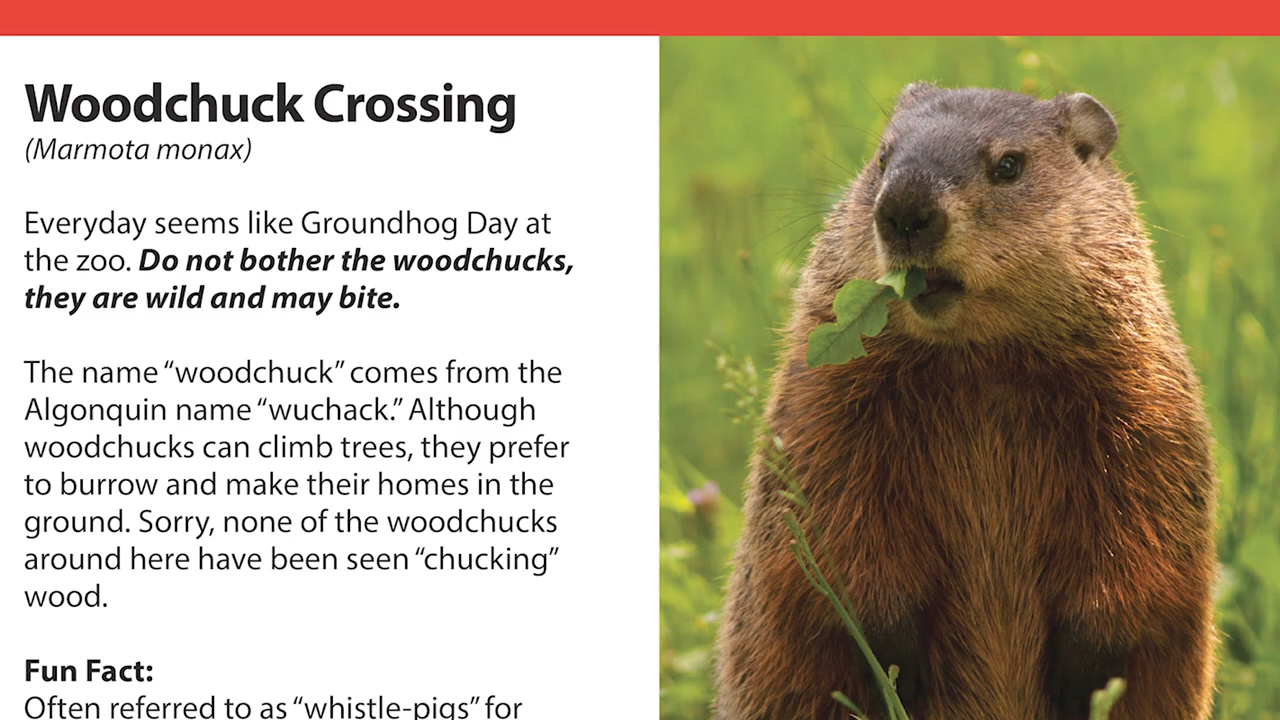 Woodchuck Crossing
(Marmota monax)
Everyday seems like Groundhog Day at
the zoo. Do not bother the woodchucks,
they are wild and may bite.
The name “woodchuck” comes from the
Algonquin name “wuchack.” Although
woodchucks can climb trees, they prefer
to burrow and make their homes in the
ground. Sorry, none of the woodchucks
around here have been seen “chucking”
wood.
Fun Fact:
Often referred to as “whistle-pigs” for